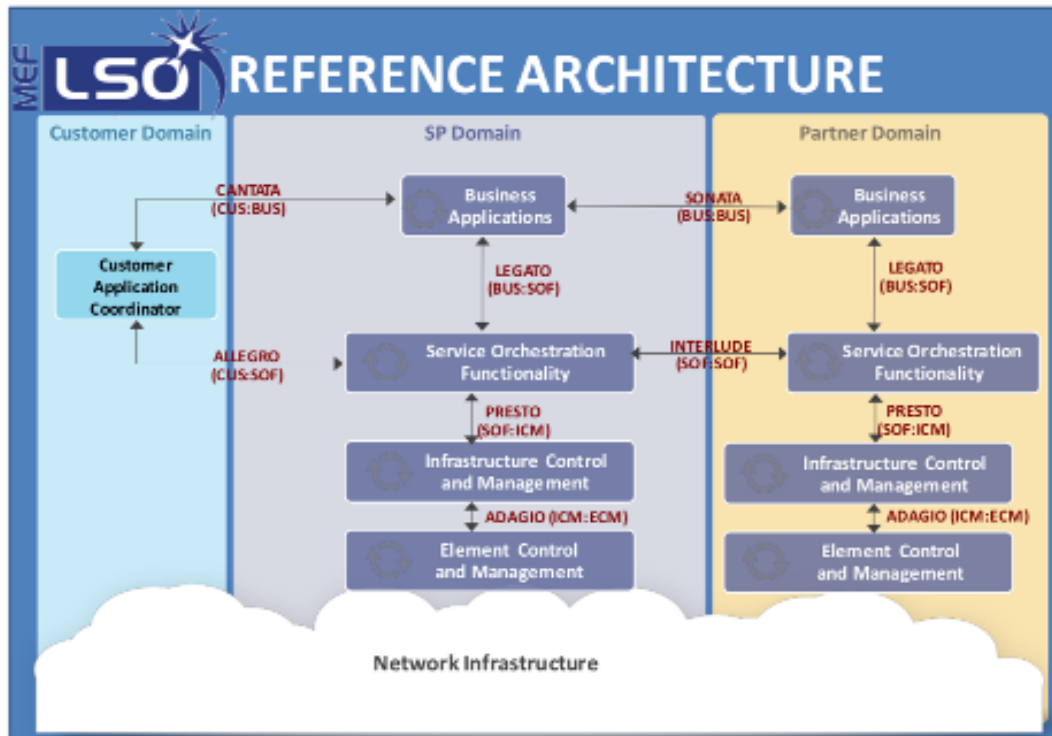 MEF
LSO
REFERENCE ARCHITECTURE
Customer Domain
SP Domain
Partner Domain
CANTATA
(CUS:BUS)
Business
Applications
SONATA
(BUS:BUS)
Business
Applications
Customer
Application
Coordinator
LEGATO
(BUS:SOF)
LEGATO
(BUS:SOF)
ALLEGRO
(CUS:SOF)
Service Orchestration
Functionality
INTERLUDE
(SOF:SOF)
Service Orchestration
Functionality
PRESTO
(SOF:ICM)
PRESTO
(SOF:ICM)
Infrastructure Control
and Management
Infrastructure Control
and Management
ADAGIO (ICM:ECM)
ADAGIO (ICM:ECM)
Element Control
and Management
Element Control
and Management
Network Infrastructure